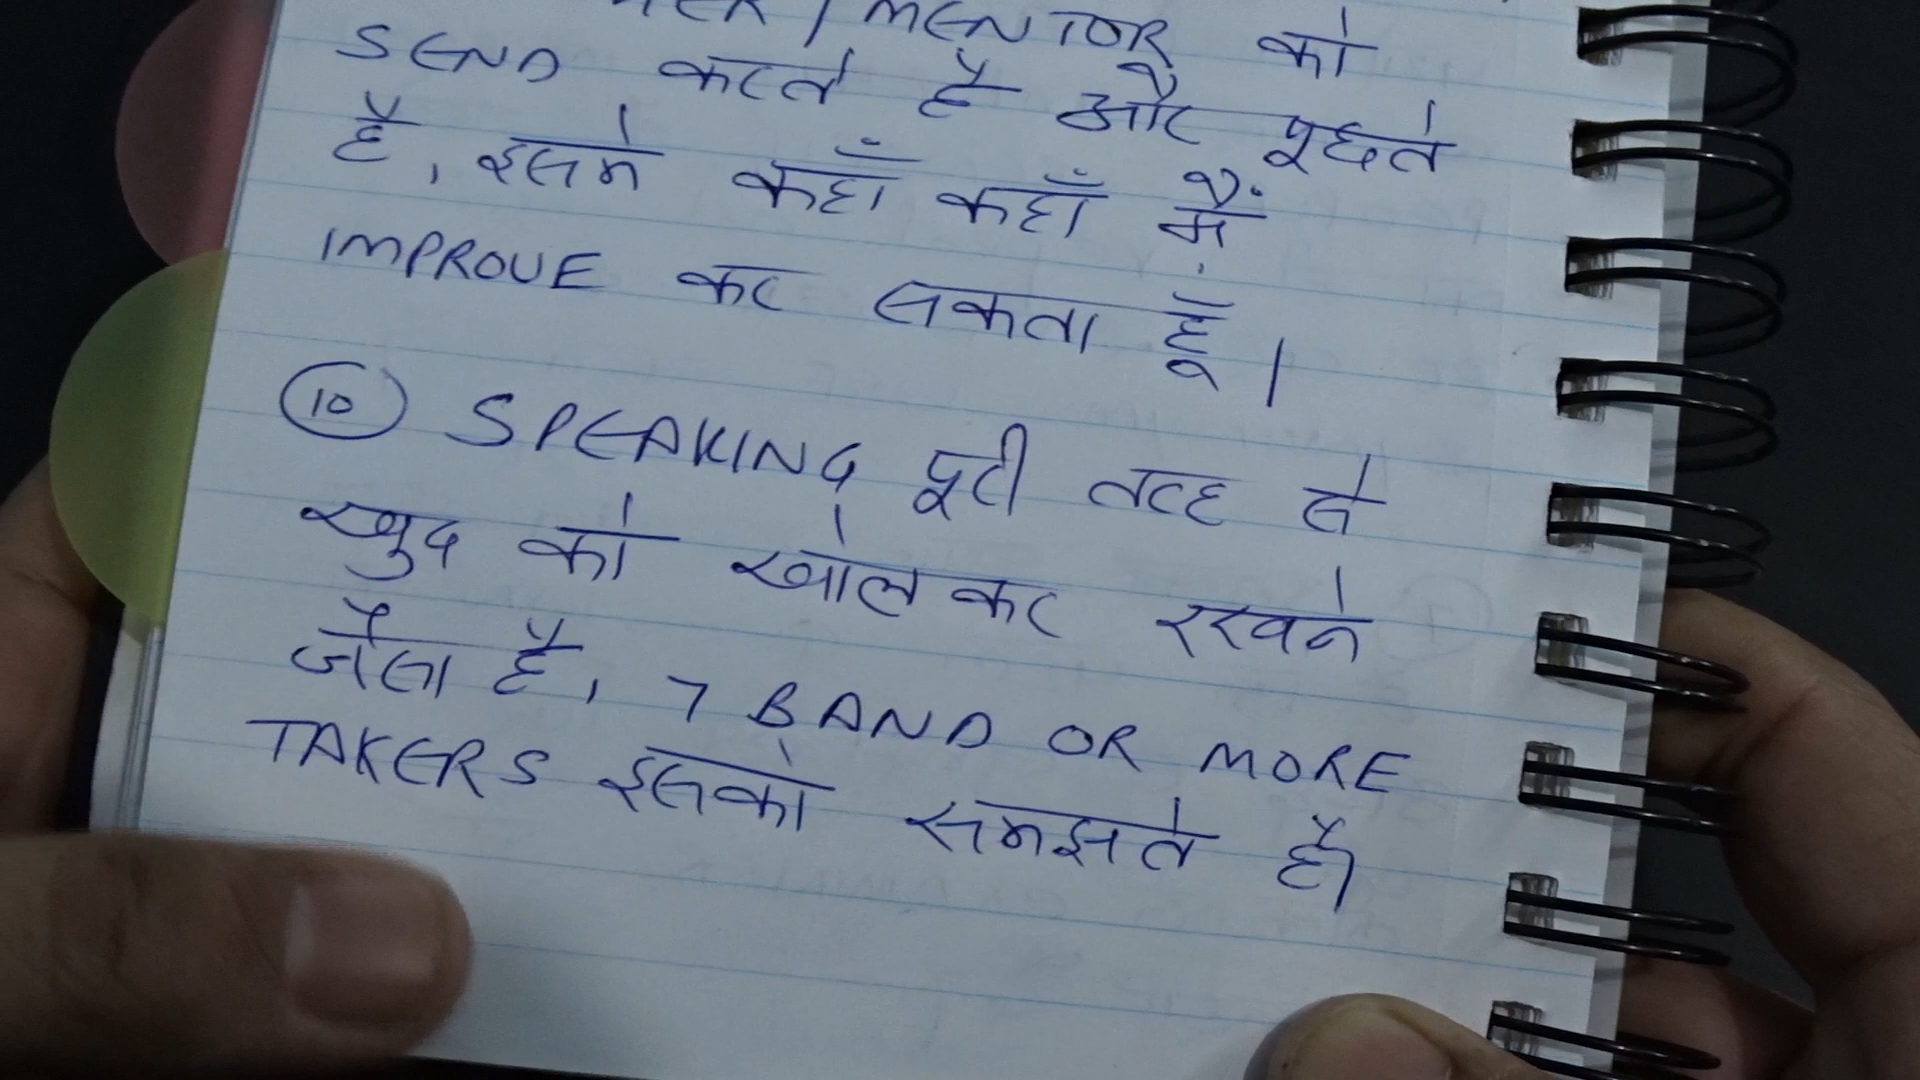 / MENTOR को
SEND करते है और पूछते
है, इसमे कहाँ कहाँ मैं
IMPROVE कर सकता हूँ ।
10 SPEAKING पूरी तरह से
खुद को खोल कर रखने
जैसा है, 7 BAND OR MORE
TAKERS इसको समझते है।